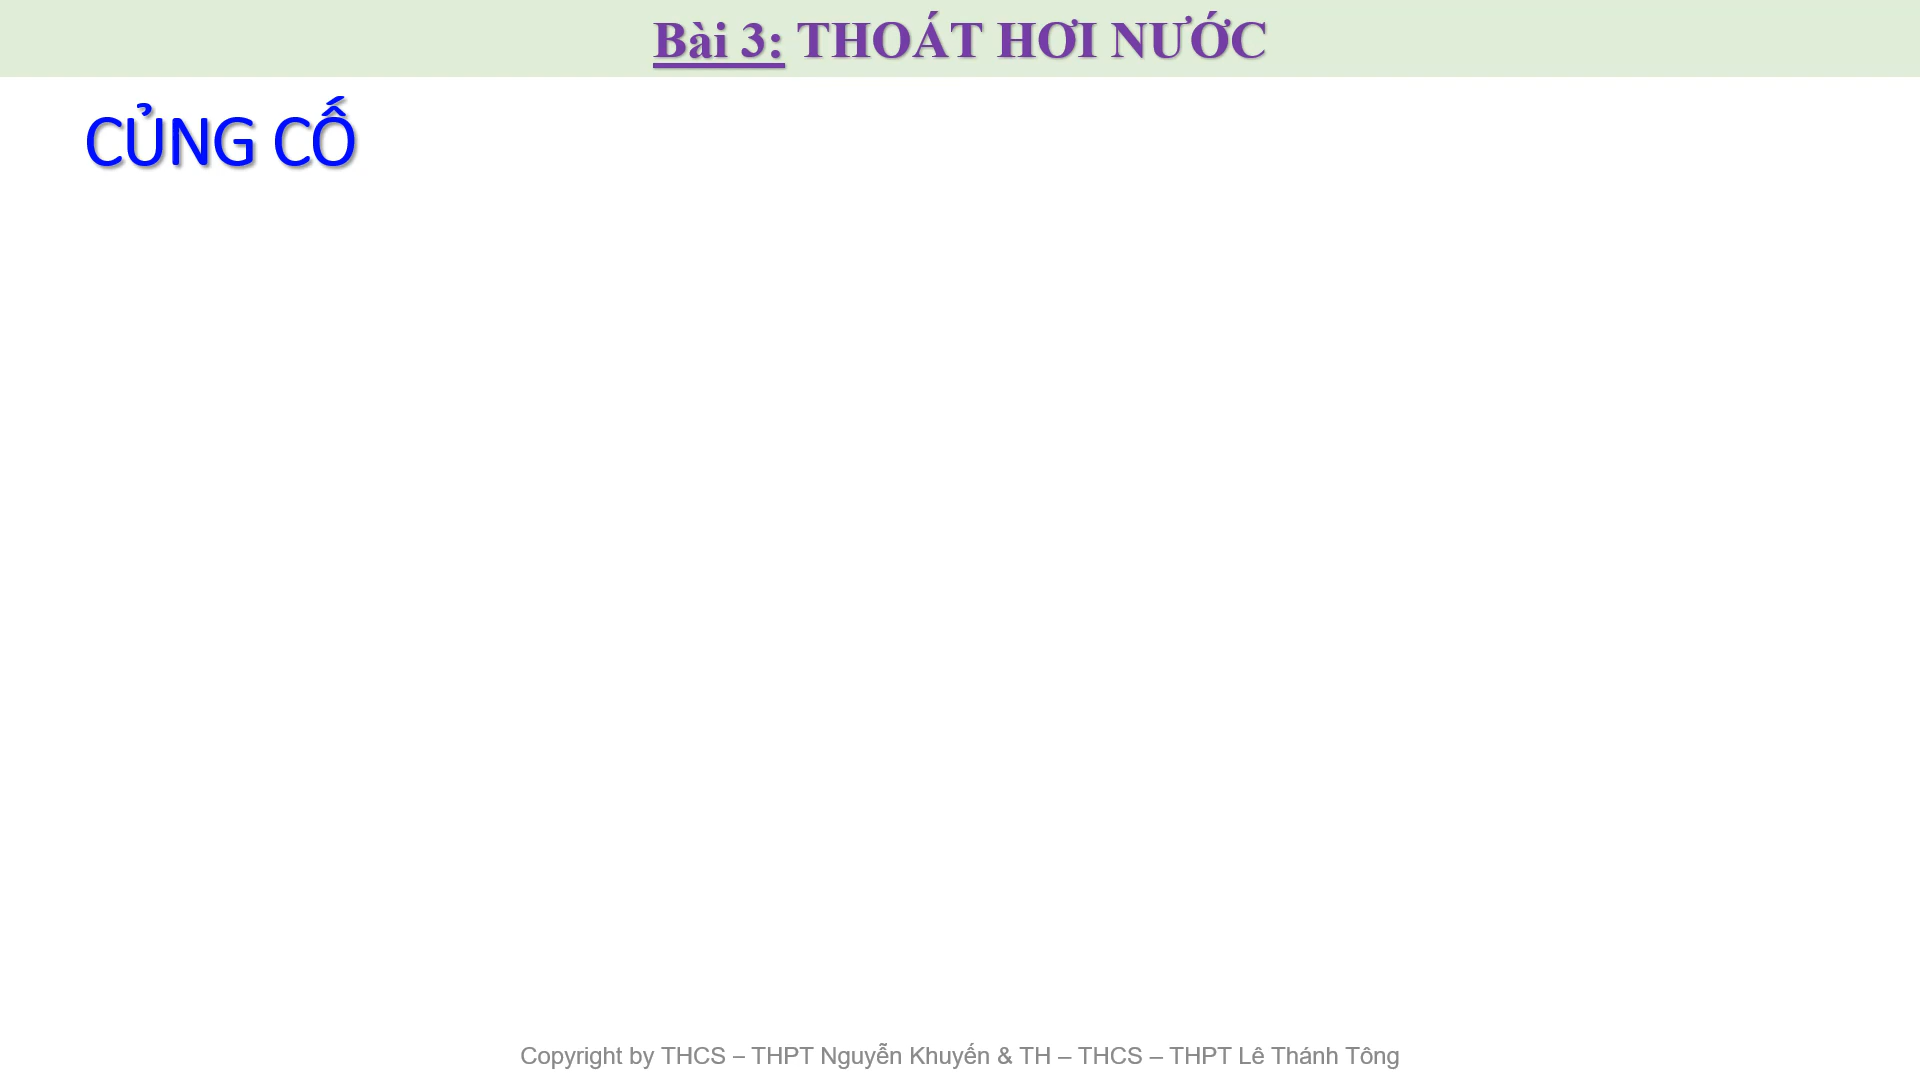 Bài 3: THOÁT HƠI NƯỚC
CỦNG CỐ
Copyright by THCS – THPT Nguyễn Khuyến & TH – THCS – THPT Lê Thánh Tông